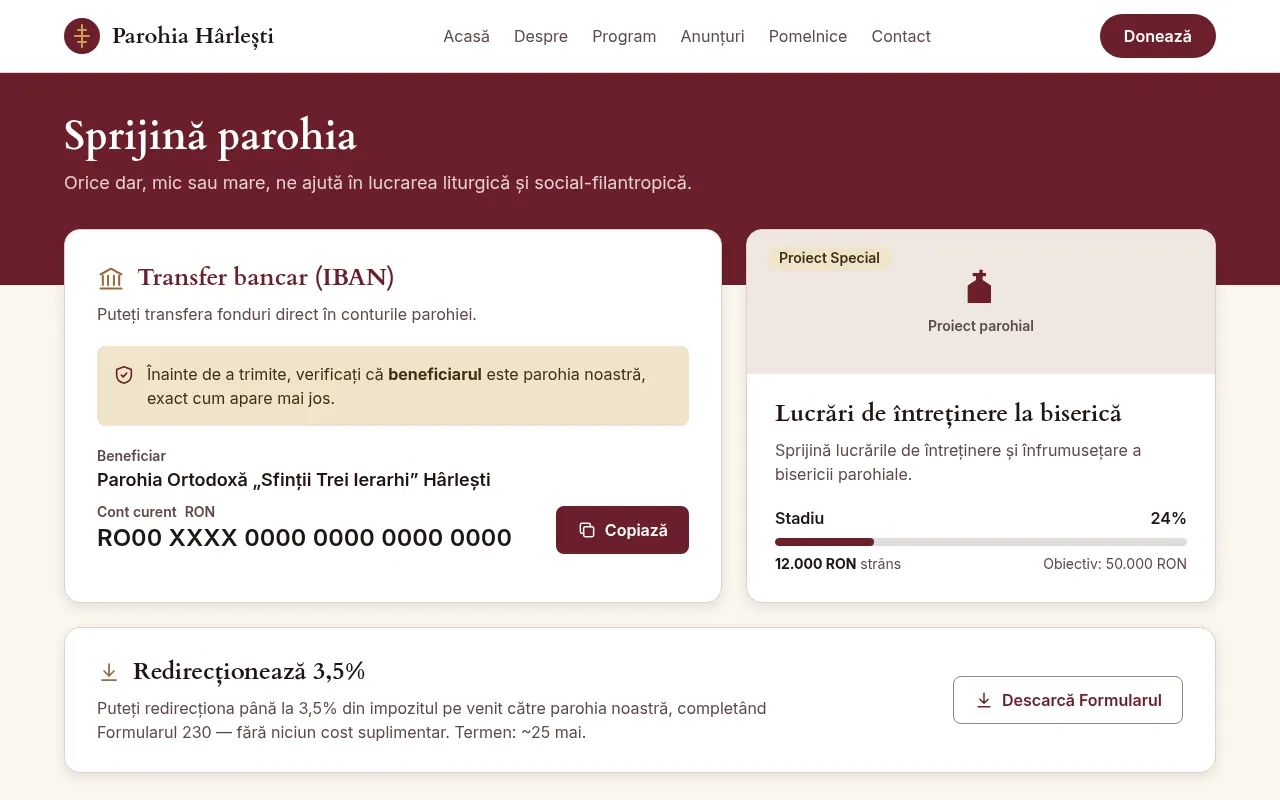 Parohia Hârlești
Acasă
Despre
Program
Anunțuri
Pomelnice
Contact
Donează
Sprijină parohia
Orice dar, mic sau mare, ne ajută în lucrarea liturgică și social-filantropică.
Transfer bancar (IBAN)
Puteți transfera fonduri direct în conturile parohiei.
Înainte de a trimite, verificați că beneficiarul este parohia noastră,
exact cum apare mai jos.
Beneficiar
Parohia Ortodoxă „Sfinții Trei Ierarhi” Hârlești
Cont curent RON
RO00 XXXX 0000 0000 0000 0000
Copiază
Proiect Special
Proiect parohial
Lucrări de întreținere la biserică
Sprijină lucrările de întreținere și înfrumusețare a
bisericii parohiale.
Stadiu
24%
12.000 RON strâns
Obiectiv: 50.000 RON
Redirecționează 3,5%
Puteți redirecționa până la 3,5% din impozitul pe venit către parohia noastră, completând
Formularul 230 — fără niciun cost suplimentar. Termen: ~25 mai.
Descarcă Formularul